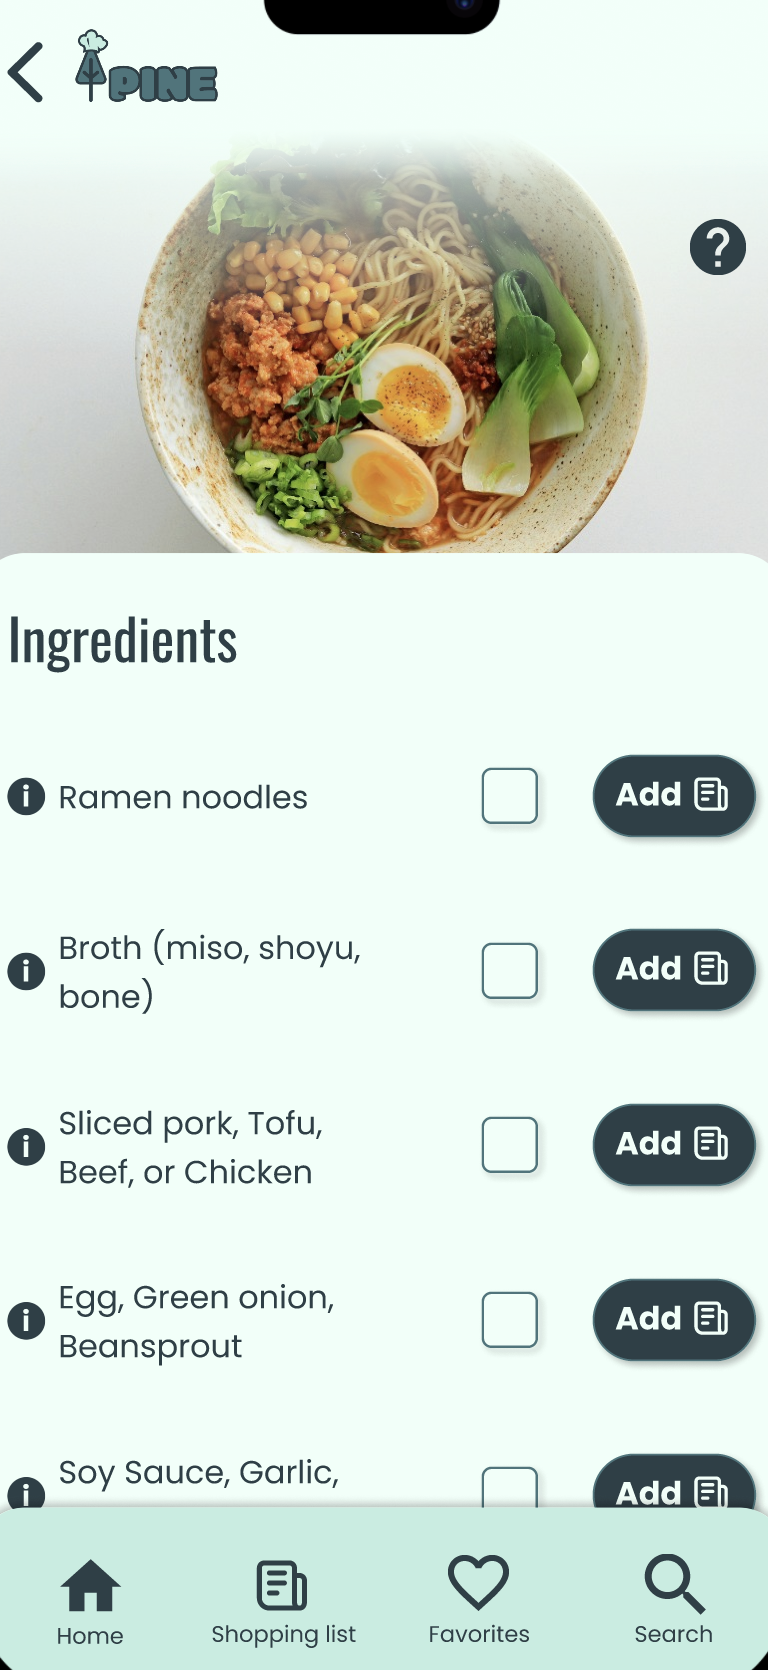 PINE
?
Ingredients
i Ramen noodles Add
i Broth (miso, shoyu,
bone) Add
i Sliced pork, Tofu,
Beef, or Chicken Add
i Egg, Green onion,
Beansprout Add
i Soy Sauce, Garlic, Add
Home Shopping list Favorites Search